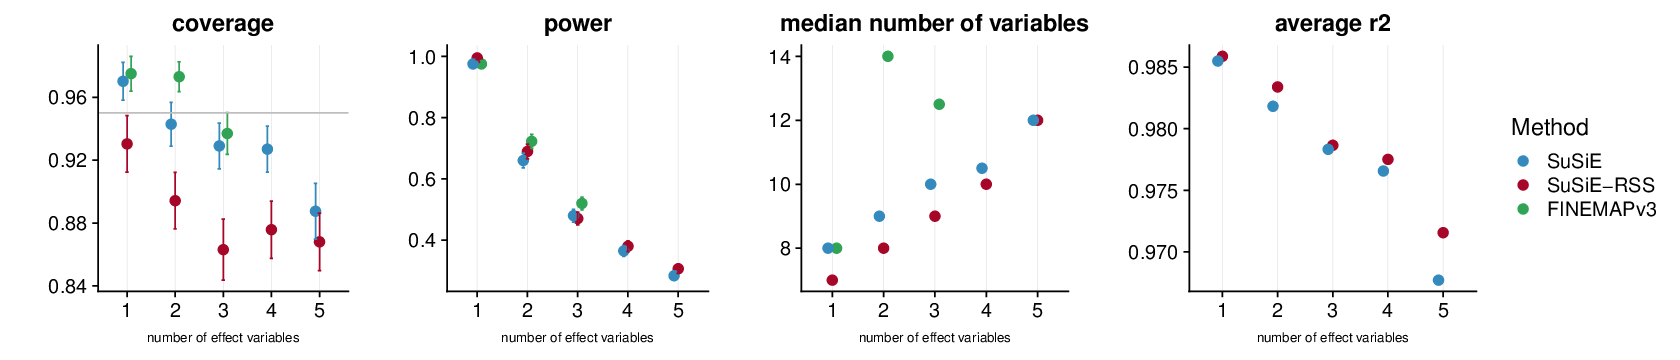 coverage
0.96
0.92
0.88
0.84
1 2 3 4 5
number of effect variables
power
1.0
0.8
0.6
0.4
1 2 3 4 5
number of effect variables
median number of variables
14
12
10
8
1 2 3 4 5
number of effect variables
average r2
0.985
0.980
0.975
0.970
1 2 3 4 5
number of effect variables
Method
SuSiE
SuSiE−RSS
FINEMAPv3